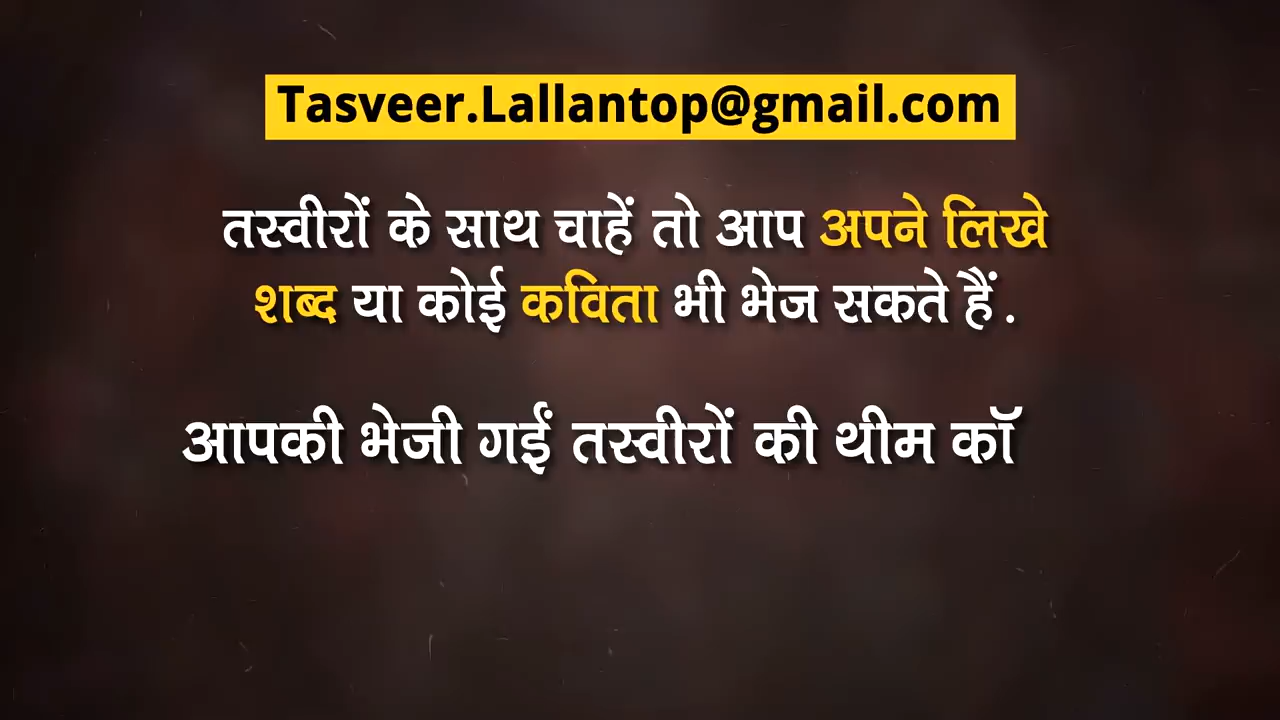 Tasveer.Lallantop@gmail.com
तस्वीरों के साथ चाहें तो आप अपने लिखे
शब्द या कोई कविता भी भेज सकते हैं.
आपकी भेजी गईं तस्वीरों की थीम कॉ